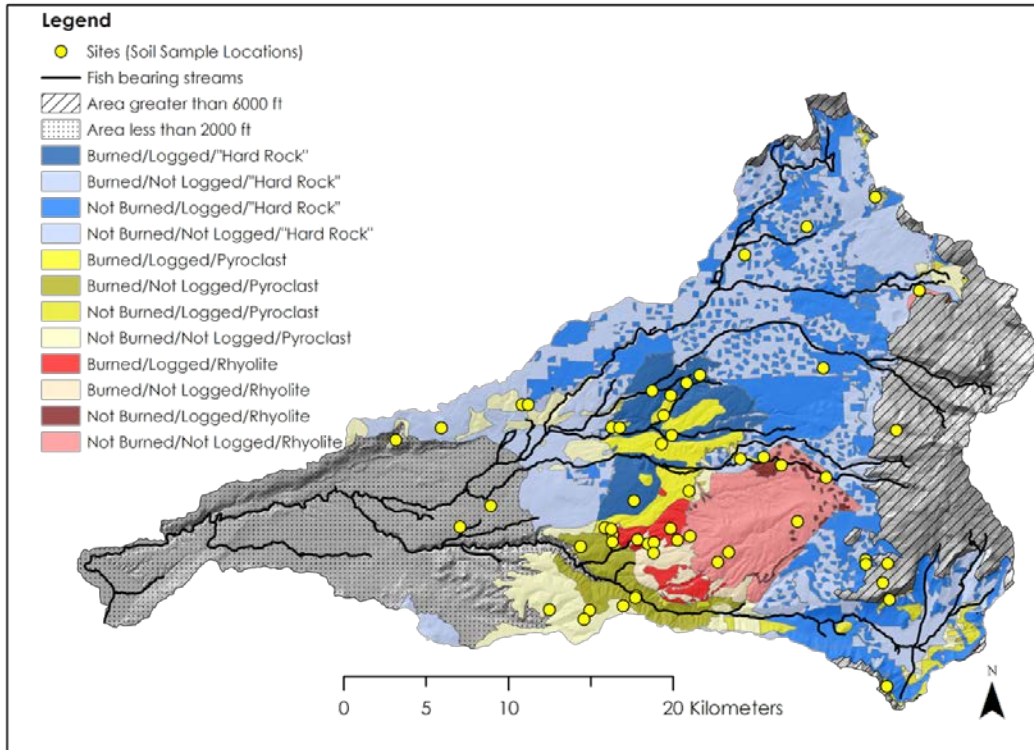 Legend
Sites (Soil Sample Locations)
Fish bearing streams
Area greater than 6000 ft
Area less than 2000 ft
Burned/Logged/"Hard Rock"
Burned/Not Logged/"Hard Rock"
Not Burned/Logged/"Hard Rock"
Not Burned/Not Logged/"Hard Rock"
Burned/Logged/Pyroclast
Burned/Not Logged/Pyroclast
Not Burned/Logged/Pyroclast
Not Burned/Not Logged/Pyroclast
Burned/Logged/Rhyolite
Burned/Not Logged/Rhyolite
Not Burned/Logged/Rhyolite
Not Burned/Not Logged/Rhyolite
N
0 5 10 20 Kilometers